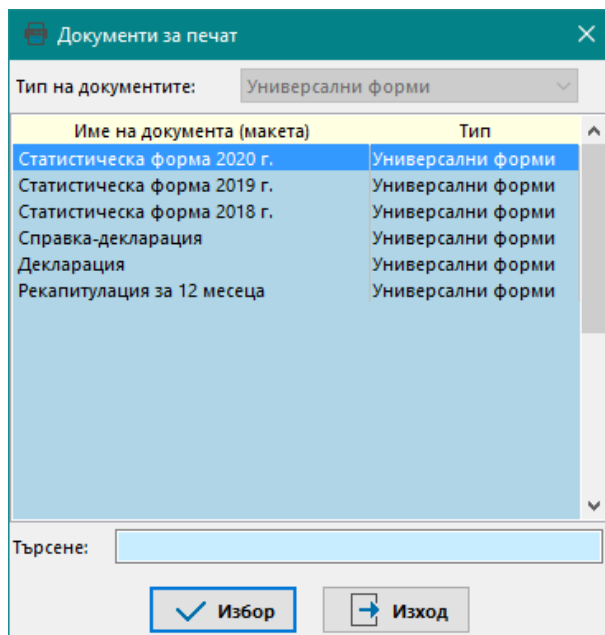 Документи за печат
Тип на документите: Универсални форми
Име на документа (макета) Тип
Статистическа форма 2020 г. Универсални форми
Статистическа форма 2019 г. Универсални форми
Статистическа форма 2018 г. Универсални форми
Справка-декларация Универсални форми
Декларация Универсални форми
Рекапитулация за 12 месеца Универсални форми
Търсене:
Избор Изход